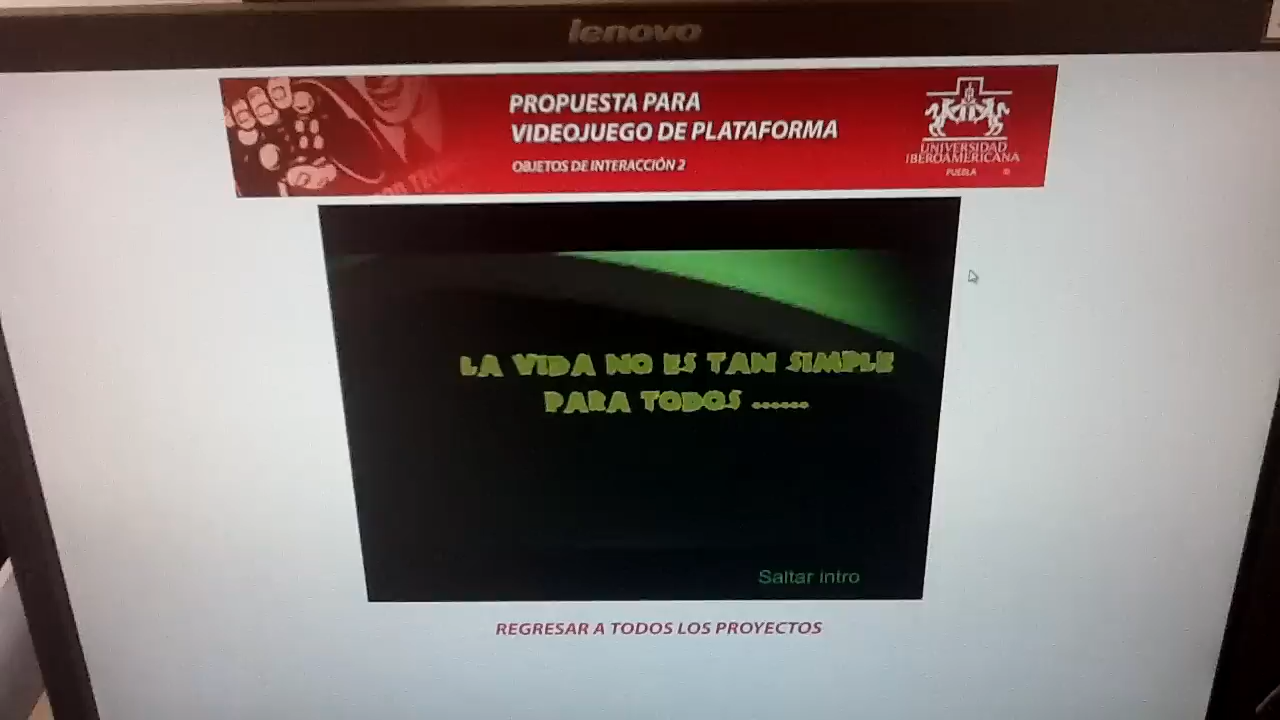 lenovo
PROPUESTA PARA
VIDEOJUEGO DE PLATAFORMA
OBJETOS DE INTERACCIÓN 2
UNIVERSIDAD
IBEROAMERICANA
PUEBLA ®
LA VIDA NO ES TAN SIMPLE
PARA TODOS ......
Saltar intro
REGRESAR A TODOS LOS PROYECTOS